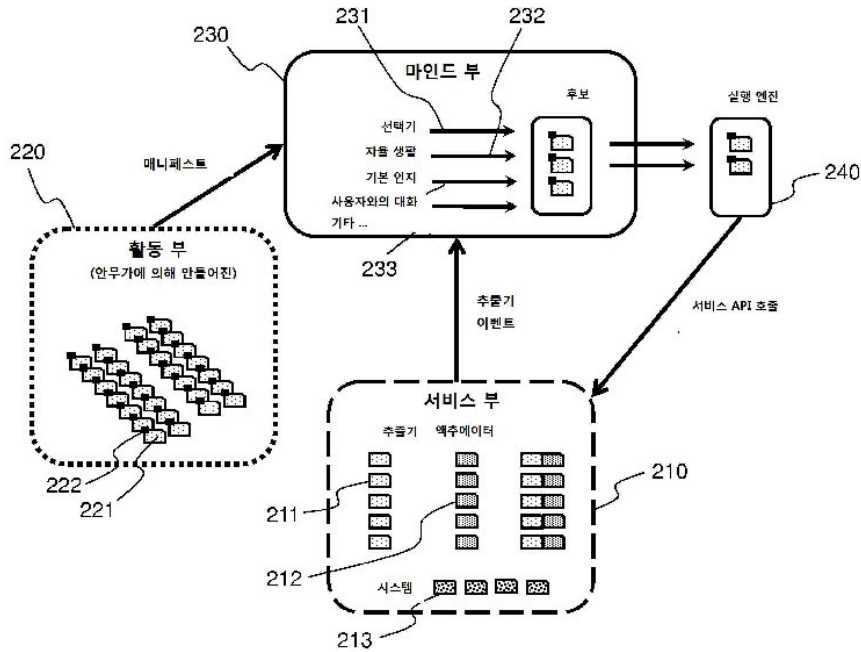 231
232
230
마인드 부
후보
실행 엔진
선택기
자율 생활
기본 인지
사용자와의 대화
기타 ...
233
240
220
매니페스트
활동 부
(안무가에 의해 만들어진)
222
221
추출기
이벤트
서비스 API 호출
서비스 부
추출기
액추에이터
211
210
212
시스템
213